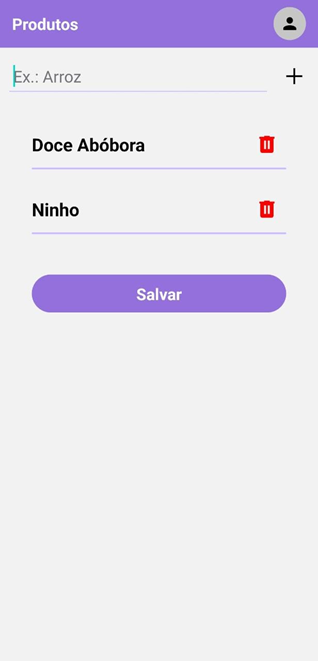 Produtos
Ex.: Arroz
Doce Abóbora
Ninho
Salvar